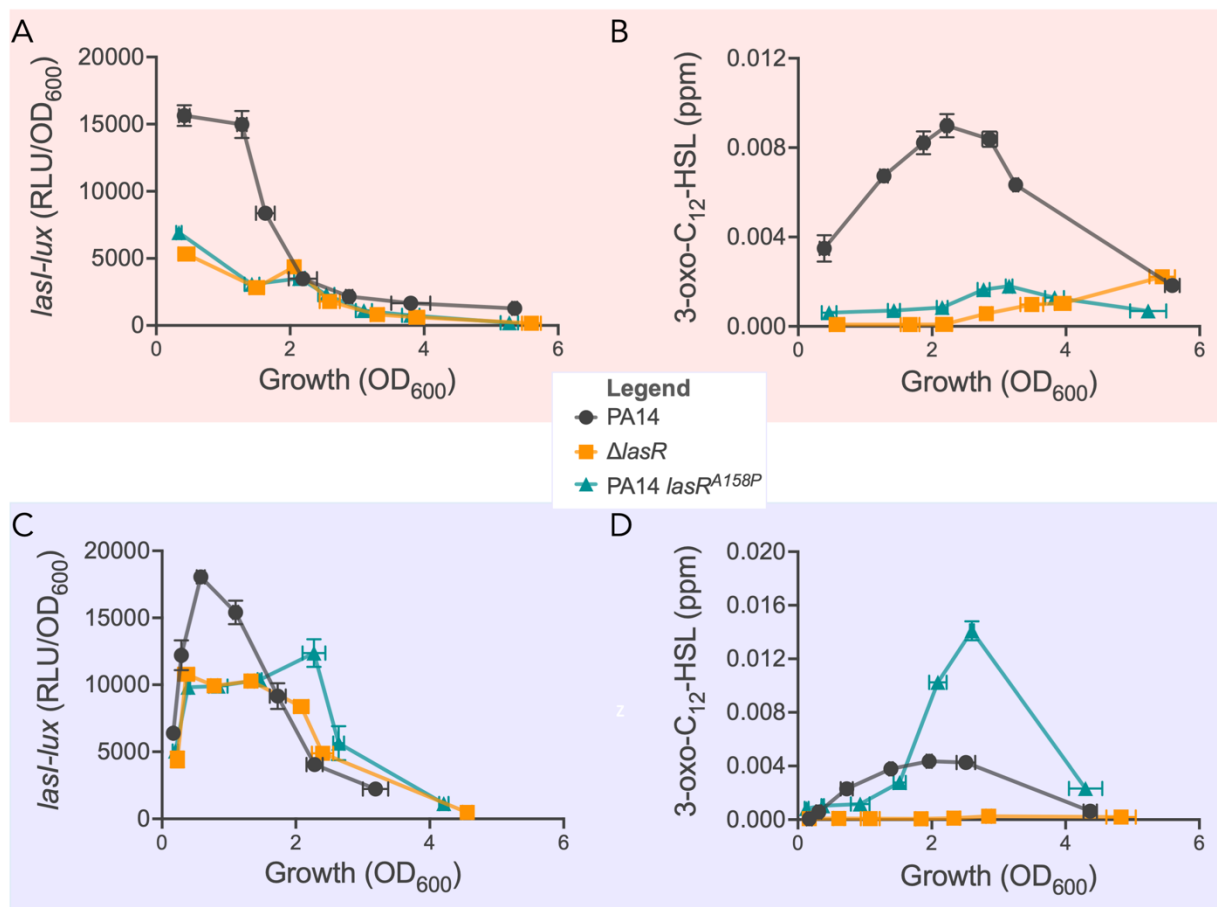 A
B
lasI-lux (RLU/OD600)
20000
15000
10000
5000
0
0 2 4 6
Growth (OD600)
3-oxo-C12-HSL (ppm)
0.012
0.008
0.004
0.000
0 2 4 6
Growth (OD600)
Legend
PA14
ΔlasR
PA14 lasRA158P
C
D
lasI-lux (RLU/OD600)
20000
15000
10000
5000
0
0 2 4 6
Growth (OD600)
z
3-oxo-C12-HSL (ppm)
0.020
0.016
0.012
0.008
0.004
0.000
0 2 4 6
Growth (OD600)